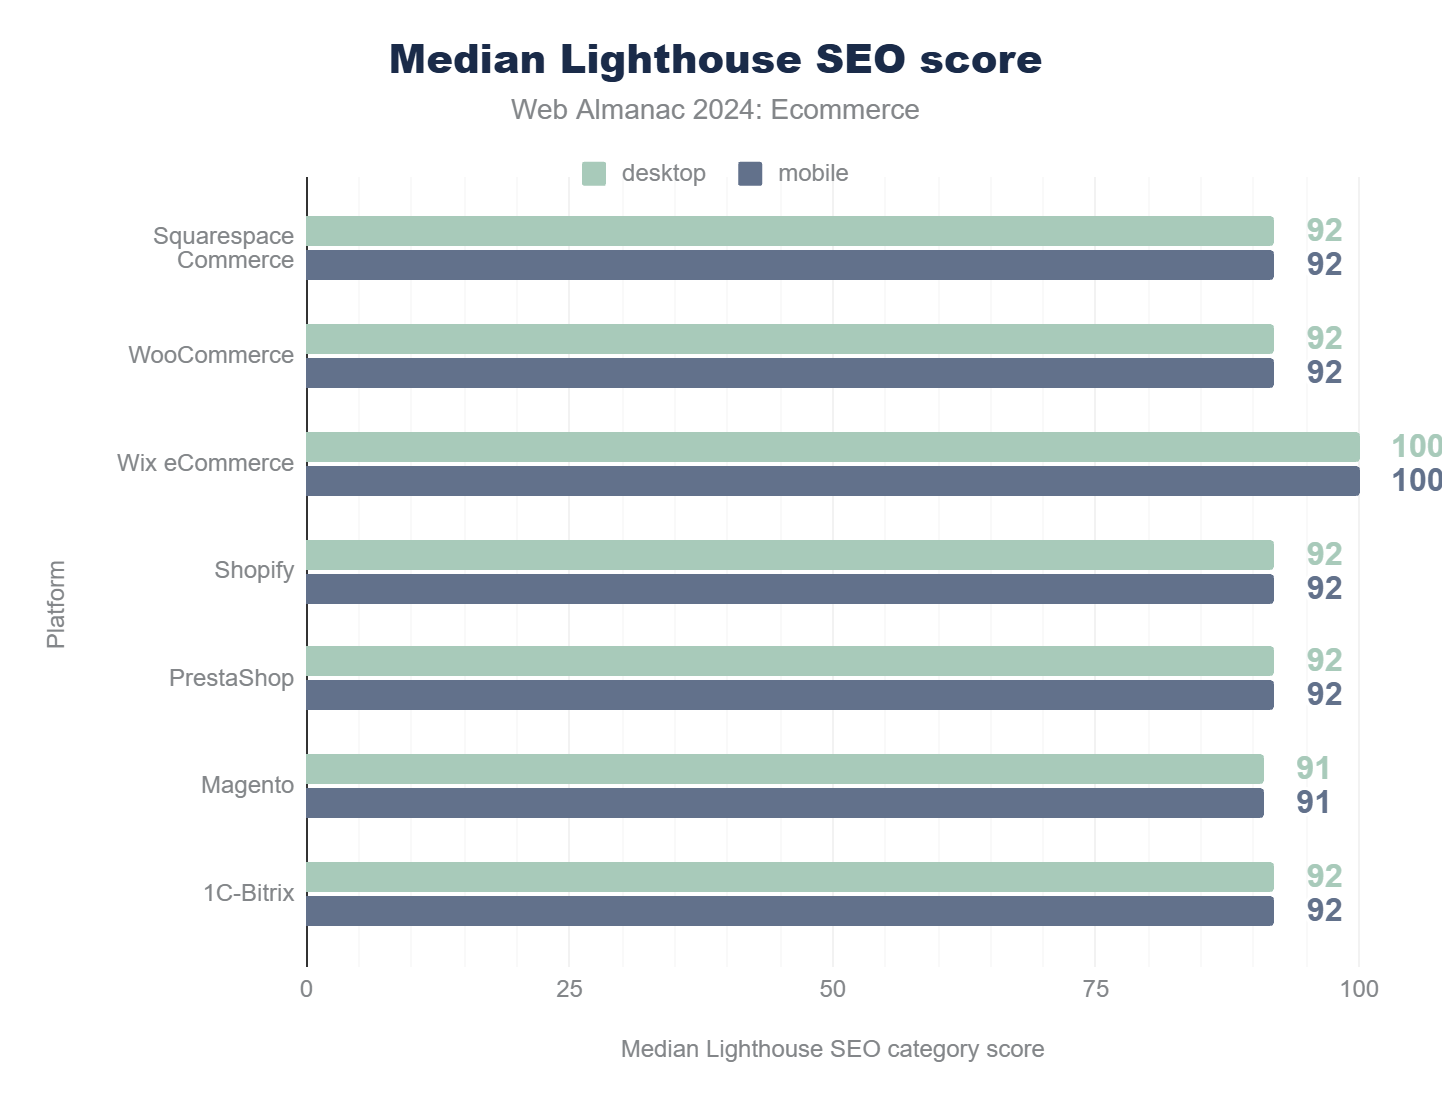 Median Lighthouse SEO score
Web Almanac 2024: Ecommerce
desktop mobile
Squarespace
Commerce
92
92
WooCommerce
92
92
Wix eCommerce
100
100
Shopify
92
92
PrestaShop
92
92
Magento
91
91
1C-Bitrix
92
92
Platform
0 25 50 75 100
Median Lighthouse SEO category score